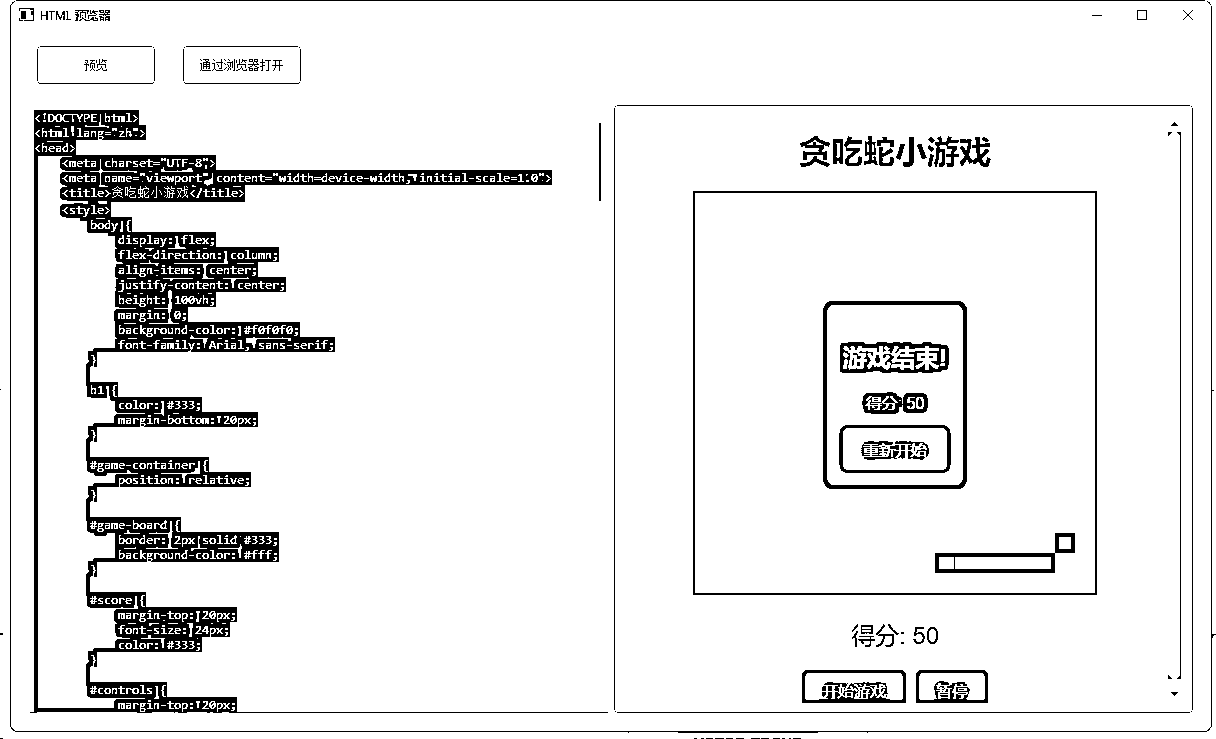 HTML 预览器
预览
通过浏览器打开
<!DOCTYPE html>
<html lang="zh">
<head>
<meta charset="UTF-8">
<meta name="viewport" content="width=device-width, initial-scale=1.0">
<title>贪吃蛇小游戏</title>
<style>
body {
display: flex;
flex-direction: column;
align-items: center;
justify-content: center;
height: 100vh;
margin: 0;
background-color: #f0f0f0;
font-family: Arial, sans-serif;
}
h1 {
color: #333;
margin-bottom: 20px;
}
#game-container {
position: relative;
}
#game-board {
border: 2px solid #333;
background-color: #fff;
}
#score {
margin-top: 20px;
font-size: 24px;
color: #333;
}
#controls {
margin-top: 20px;
贪吃蛇小游戏
游戏结束!
得分: 50
重新开始
得分: 50
开始游戏
暂停